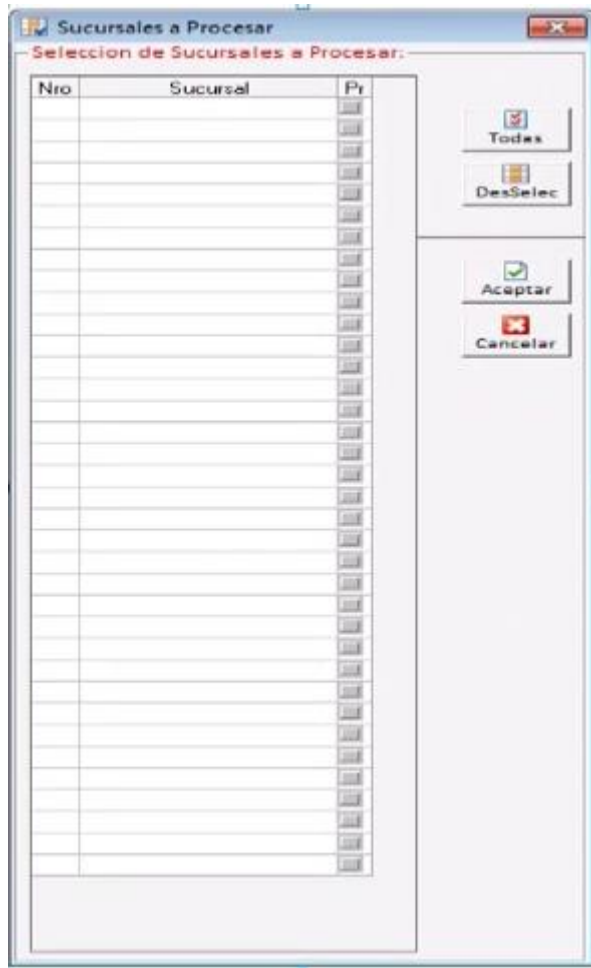 Sucursales a Procesar
Seleccion de Sucursales a Procesar:
Nro Sucursal Pr
Todas
DesSelec
Aceptar
Cancelar